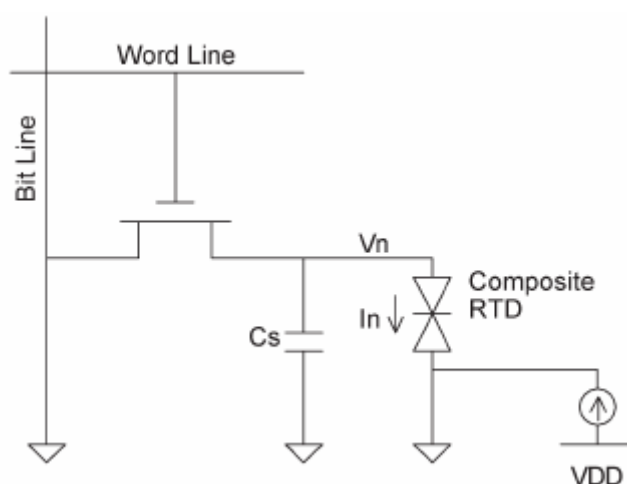 Word Line
Bit Line
Vn
Composite
RTD
In
Cs
VDD